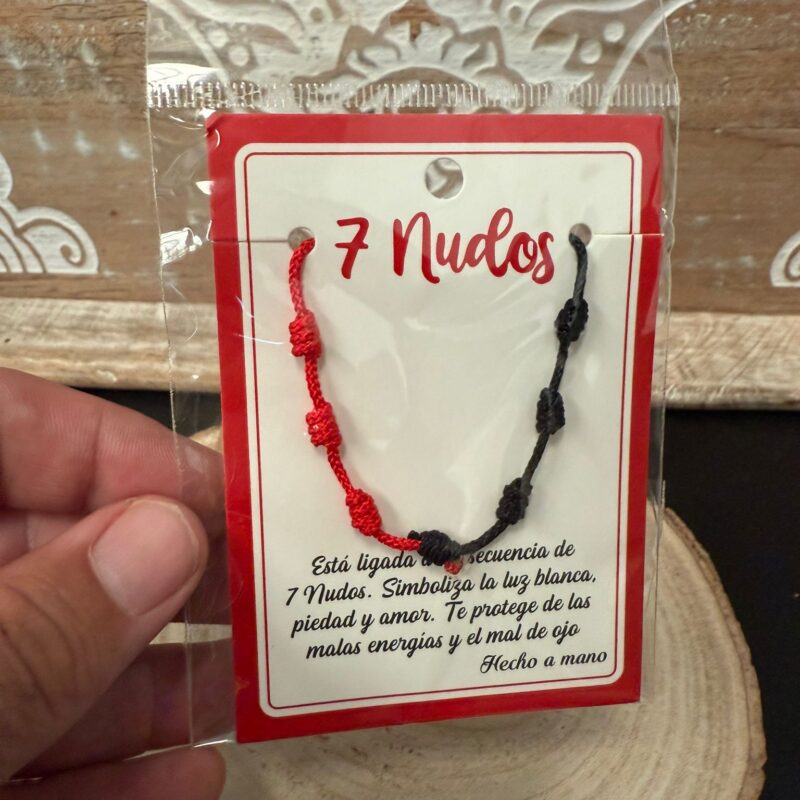 7 Nudos
Está ligada secuencia de
7 Nudos. Simboliza la luz blanca,
piedad y amor. Te protege de las
malas energías y el mal de ojo
Hecho a mano